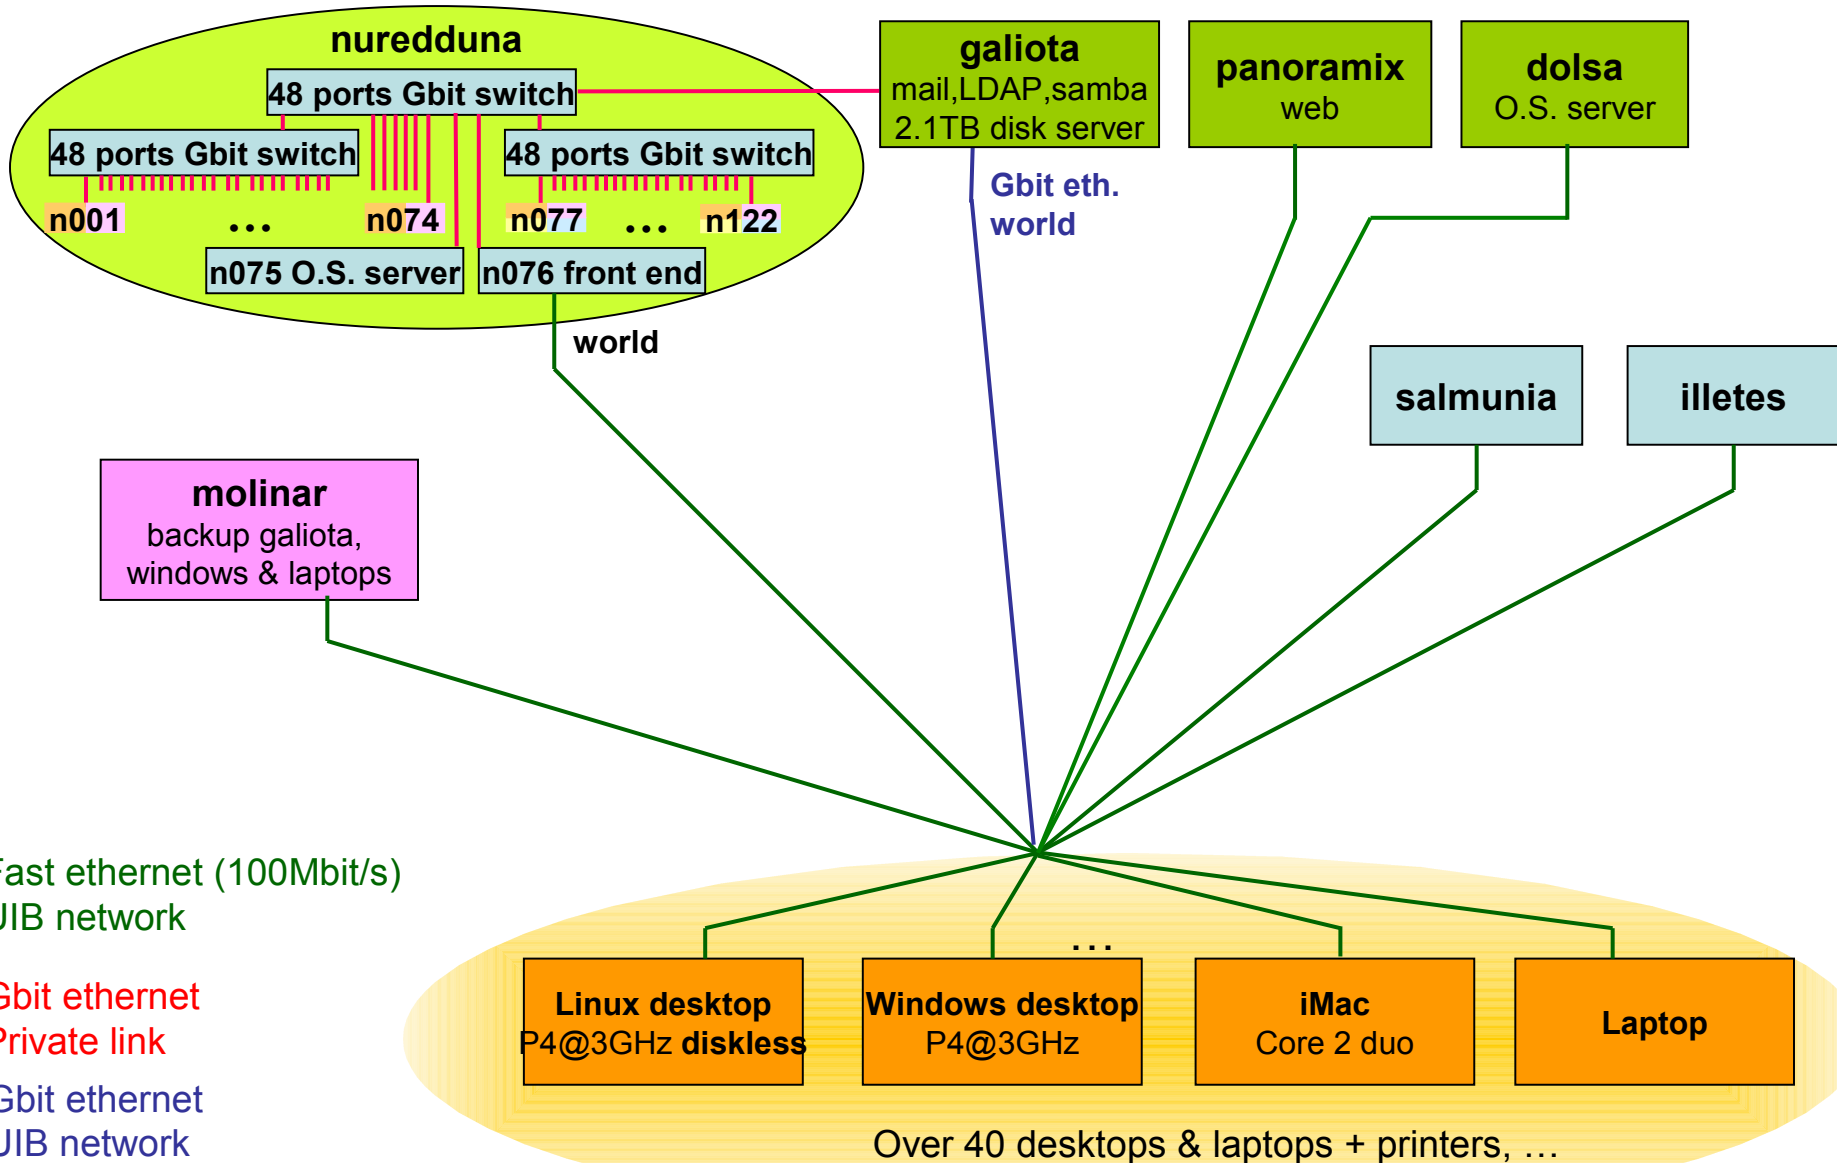 nuredduna
48 ports Gbit switch
48 ports Gbit switch
48 ports Gbit switch
n001
...
n074
n077
...
n122
n075 O.S. server
n076 front end
world
galiota
mail,LDAP,samba
2.1TB disk server
Gbit eth.
world
panoramix
web
dolsa
O.S. server
salmunia
illetes
molinar
backup galiota,
windows & laptops
Fast ethernet (100Mbit/s)
UIB network
Gbit ethernet
Private link
Gbit ethernet
UIB network
...
Linux desktop
P4@3GHz diskless
Windows desktop
P4@3GHz
iMac
Core 2 duo
Laptop
Over 40 desktops & laptops + printers, ...